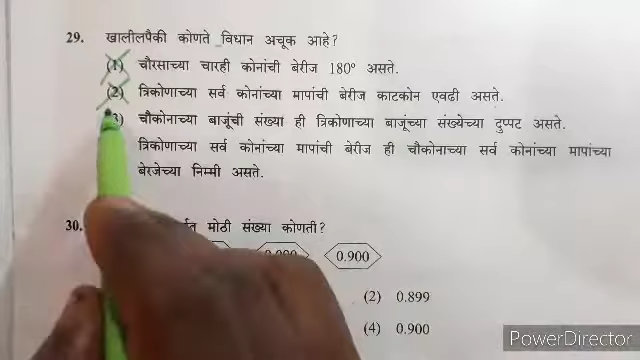 29. खालीलपैकी कोणते विधान अचूक आहे?
(1) चौरसाच्या चारही कोनांची बेरीज 180° असते.
(2) त्रिकोणाच्या सर्व कोनांच्या मापांची बेरीज काटकोन एवढी असते.
3) चौकोनाच्या बाजूंची संख्या ही त्रिकोणाच्या बाजूंच्या संख्येच्या दुप्पट असते.
त्रिकोणाच्या सर्व कोनांच्या मापांची बेरीज ही चौकोनाच्या सर्व कोनांच्या मापांच्या
बेरजेच्या निम्मी असते.
30. मोठी संख्या कोणती?
0.900
(2) 0.899
(4) 0.900
PowerDirector